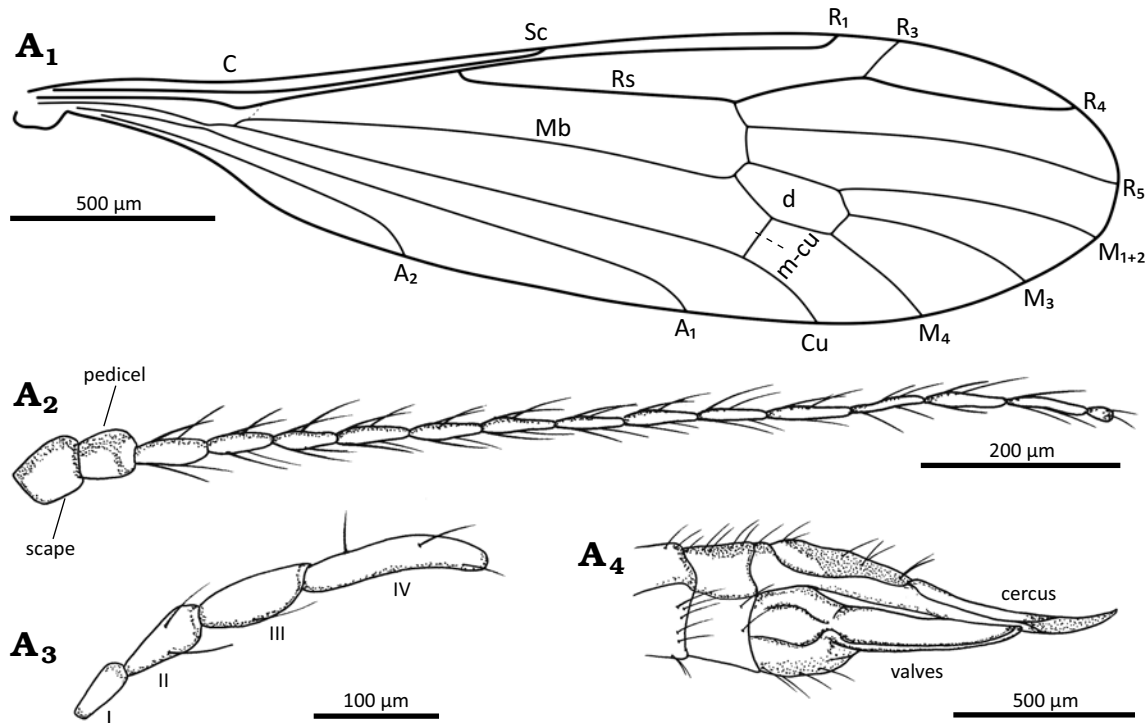 A₁
C
Sc
R₁
R₃
Rs
R₄
Mb
R₅
d
m-cu
M₁₊₂
M₃
M₄
Cu
A₁
A₂
500 µm
A₂
pedicel
scape
200 µm
A₃
I
II
III
IV
100 µm
A₄
cercus
valves
500 µm